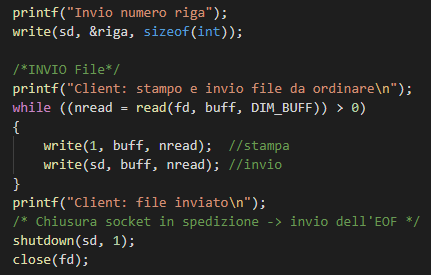 printf("Invio numero riga");
write(sd, &riga, sizeof(int));
/*INVIO File*/
printf("Client: stampo e invio file da ordinare\n");
while ((nread = read(fd, buff, DIM_BUFF)) > 0)
{
write(1, buff, nread);  //stampa
write(sd, buff, nread); //invio
}
printf("Client: file inviato\n");
/* Chiusura socket in spedizione -> invio dell'EOF */
shutdown(sd, 1);
close(fd);